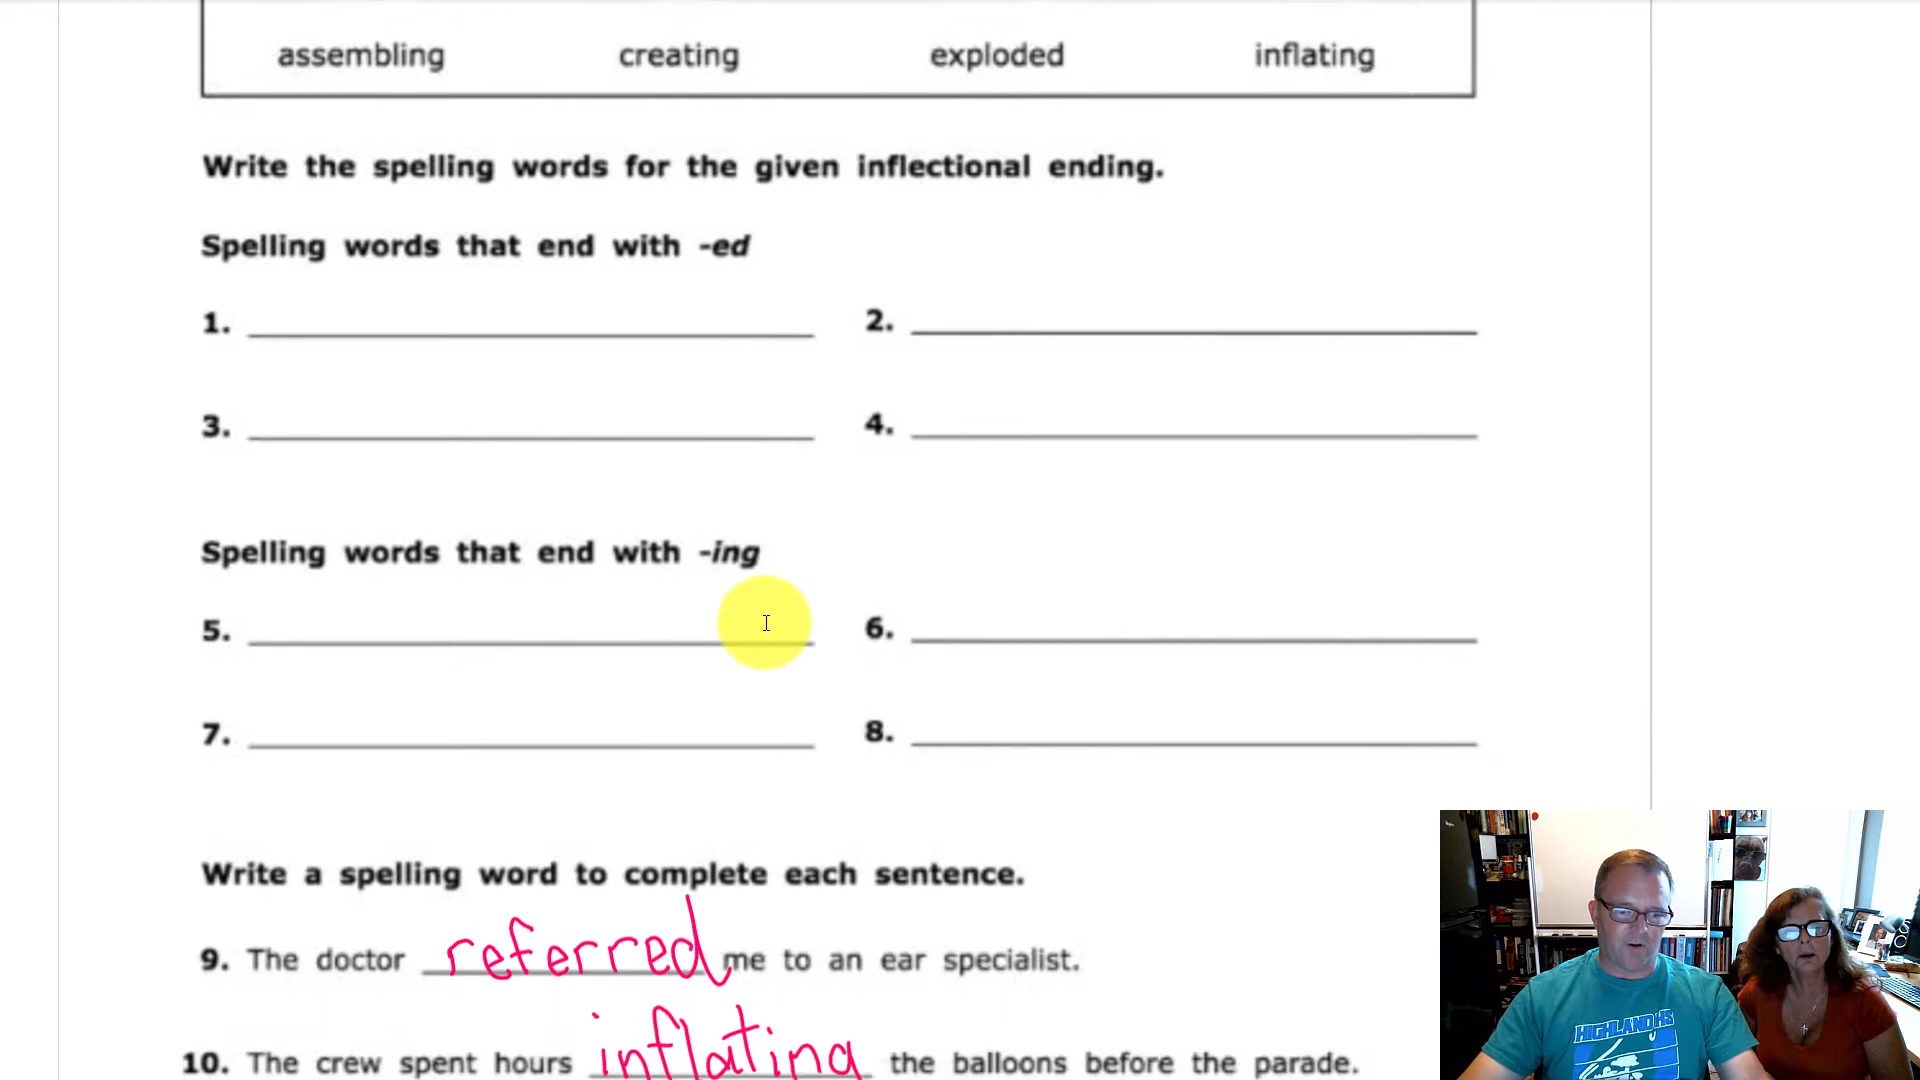 assembling creating exploded inflating
Write the spelling words for the given inflectional ending.
Spelling words that end with -ed
1. 2.
3. 4.
Spelling words that end with -ing
5. 6.
7. 8.
Write a spelling word to complete each sentence.
9. The doctor referred me to an ear specialist.
10. The crew spent hours inflating the balloons before the parade.
HIGHLAND HS